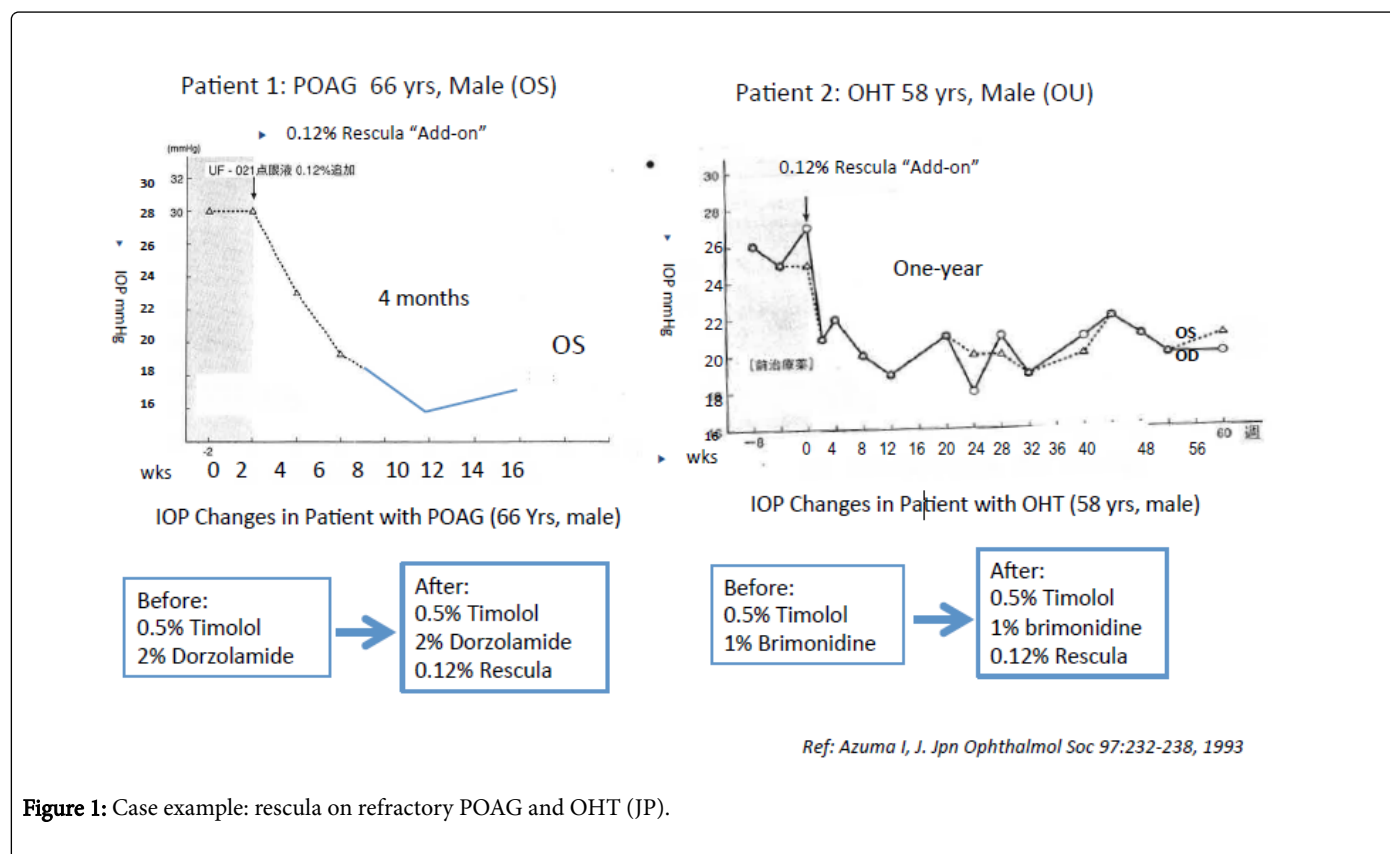 Patient 1: POAG 66 yrs, Male (OS)
0.12% Rescula “Add-on”
(mmHg)
UF - 021点眼液 0.12%追加
32
30
30
28
26
24
22
20
18
16
IOP mmHg
4 months
OS
-2
wks 0 2 4 6 8 10 12 14 16
IOP Changes in Patient with POAG (66 Yrs, male)
Before:
0.5% Timolol
2% Dorzolamide
After:
0.5% Timolol
2% Dorzolamide
0.12% Rescula
Patient 2: OHT 58 yrs, Male (OU)
0.12% Rescula “Add-on”
30
28
26
24
22
20
18
16
IOP mmHg
One-year
OS
OD
[前治療薬]
-8 0 4 8 12 16 20 24 28 32 36 40 48 56 60 週
wks
IOP Changes in Patient with OHT (58 yrs, male)
Before:
0.5% Timolol
1% Brimonidine
After:
0.5% Timolol
1% brimonidine
0.12% Rescula
Ref: Azuma I, J. Jpn Ophthalmol Soc 97:232-238, 1993
Figure 1: Case example: rescula on refractory POAG and OHT (JP).